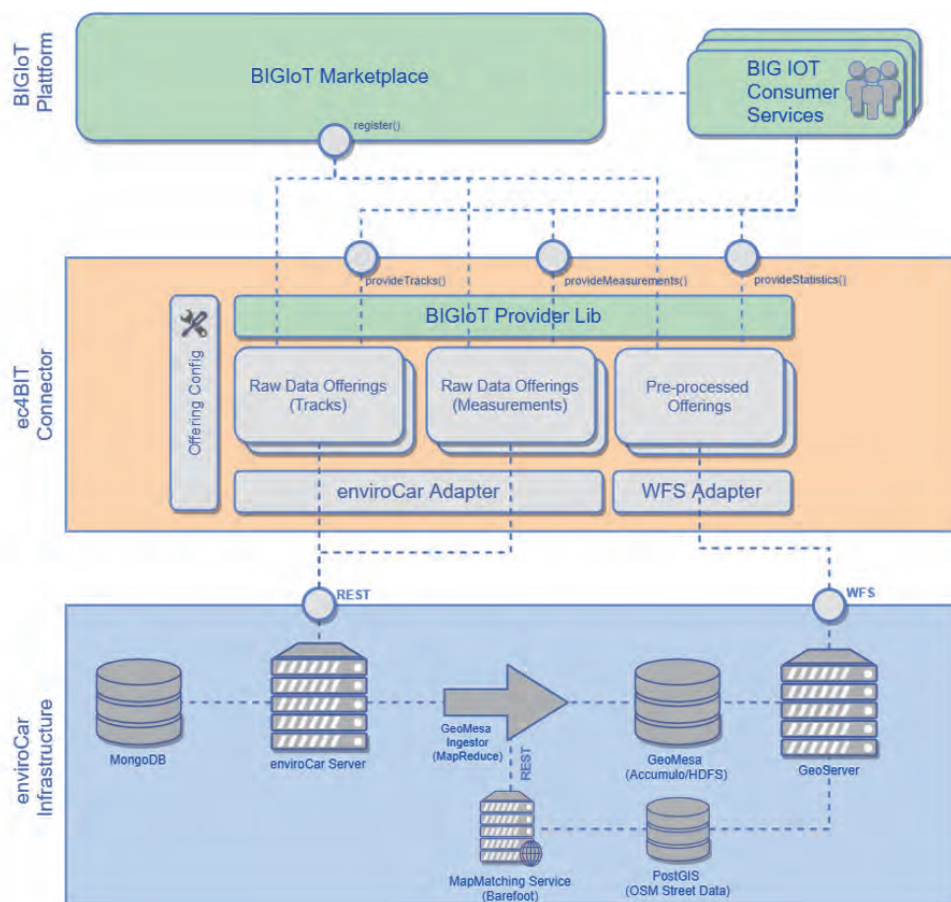 BIGIoT
Plattform
BIGIoT Marketplace
BIG IOT
Consumer
Services
register()
ec4BIT
Connector
provideTracks()
provideMeasurements()
provideStatistics()
Offering Config
BIGIoT Provider Lib
Raw Data Offerings
(Tracks)
Raw Data Offerings
(Measurements)
Pre-processed
Offerings
enviroCar Adapter
WFS Adapter
enviroCar
Infrastructure
REST
WFS
MongoDB
enviroCar Server
GeoMesa
Ingestor
(MapReduce)
REST
GeoMesa
(Accumulo/HDFS)
GeoServer
MapMatching Service
(Barefoot)
PostGIS
(OSM Street Data)